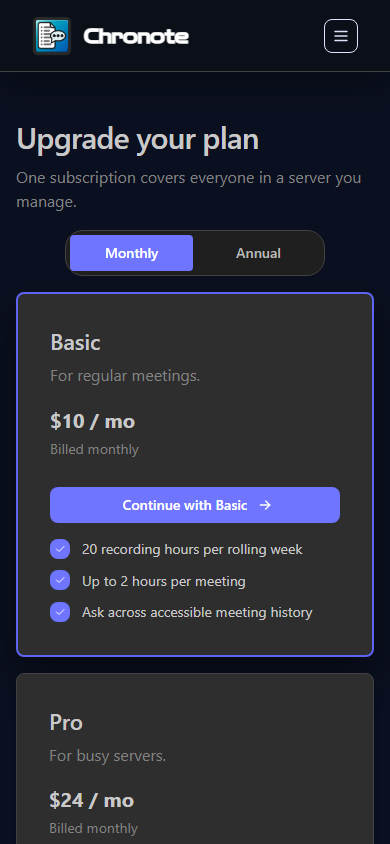 Chronote
Upgrade your plan
One subscription covers everyone in a server you
manage.
Monthly
Annual
Basic
For regular meetings.
$10 / mo
Billed monthly
Continue with Basic →
20 recording hours per rolling week
Up to 2 hours per meeting
Ask across accessible meeting history
Pro
For busy servers.
$24 / mo
Billed monthly